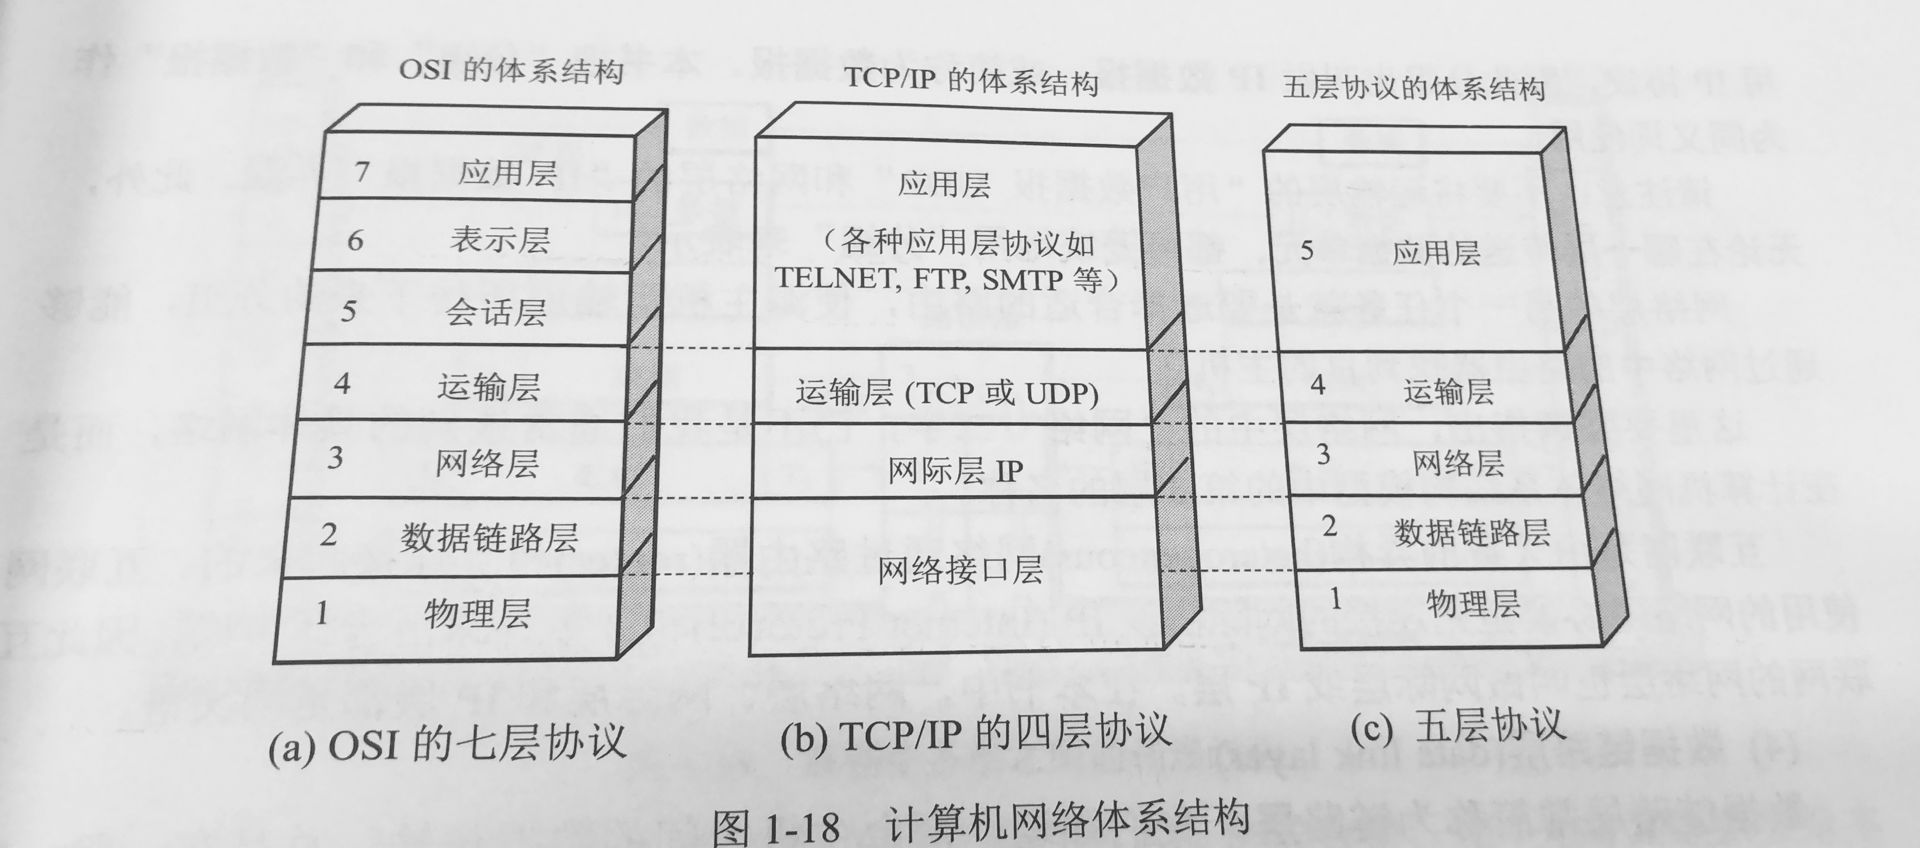 OSI 的体系结构
7 应用层
6 表示层
5 会话层
4 运输层
3 网络层
2 数据链路层
1 物理层
(a) OSI 的七层协议
TCP/IP 的体系结构
应用层
（各种应用层协议如
TELNET, FTP, SMTP 等）
运输层 (TCP 或 UDP)
网际层 IP
网络接口层
(b) TCP/IP 的四层协议
五层协议的体系结构
5 应用层
4 运输层
3 网络层
2 数据链路层
1 物理层
(c) 五层协议
图 1-18 计算机网络体系结构